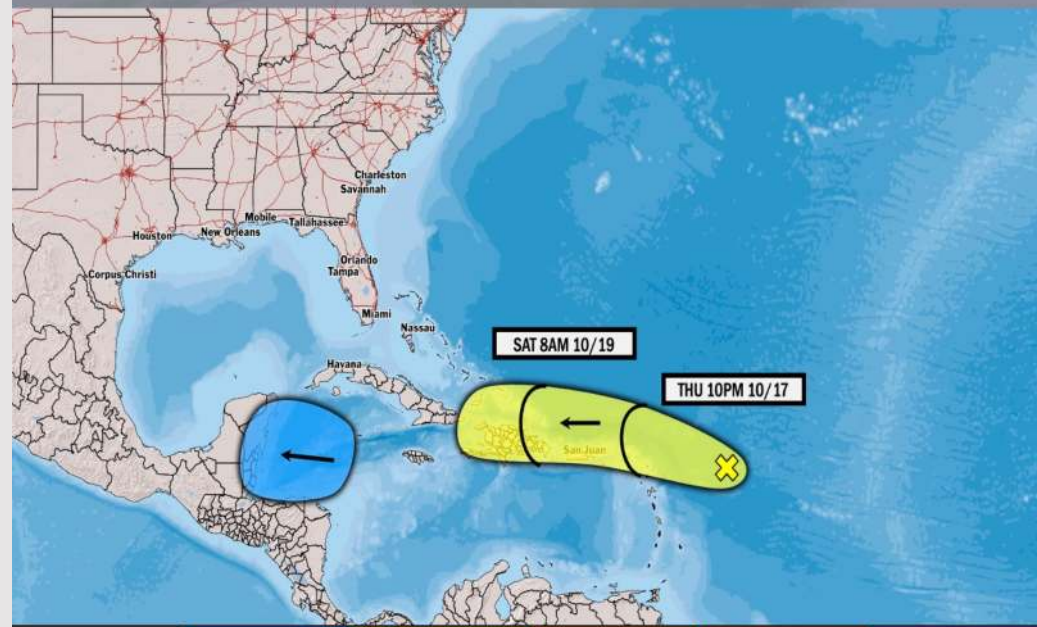 Charleston
Savannah
Mobile
Tallahassee
Houston
New Orleans
Orlando
Tampa
Corpus Christi
Miami
Nassau
SAT 8AM 10/19
Havana
THU 10PM 10/17
San Juan